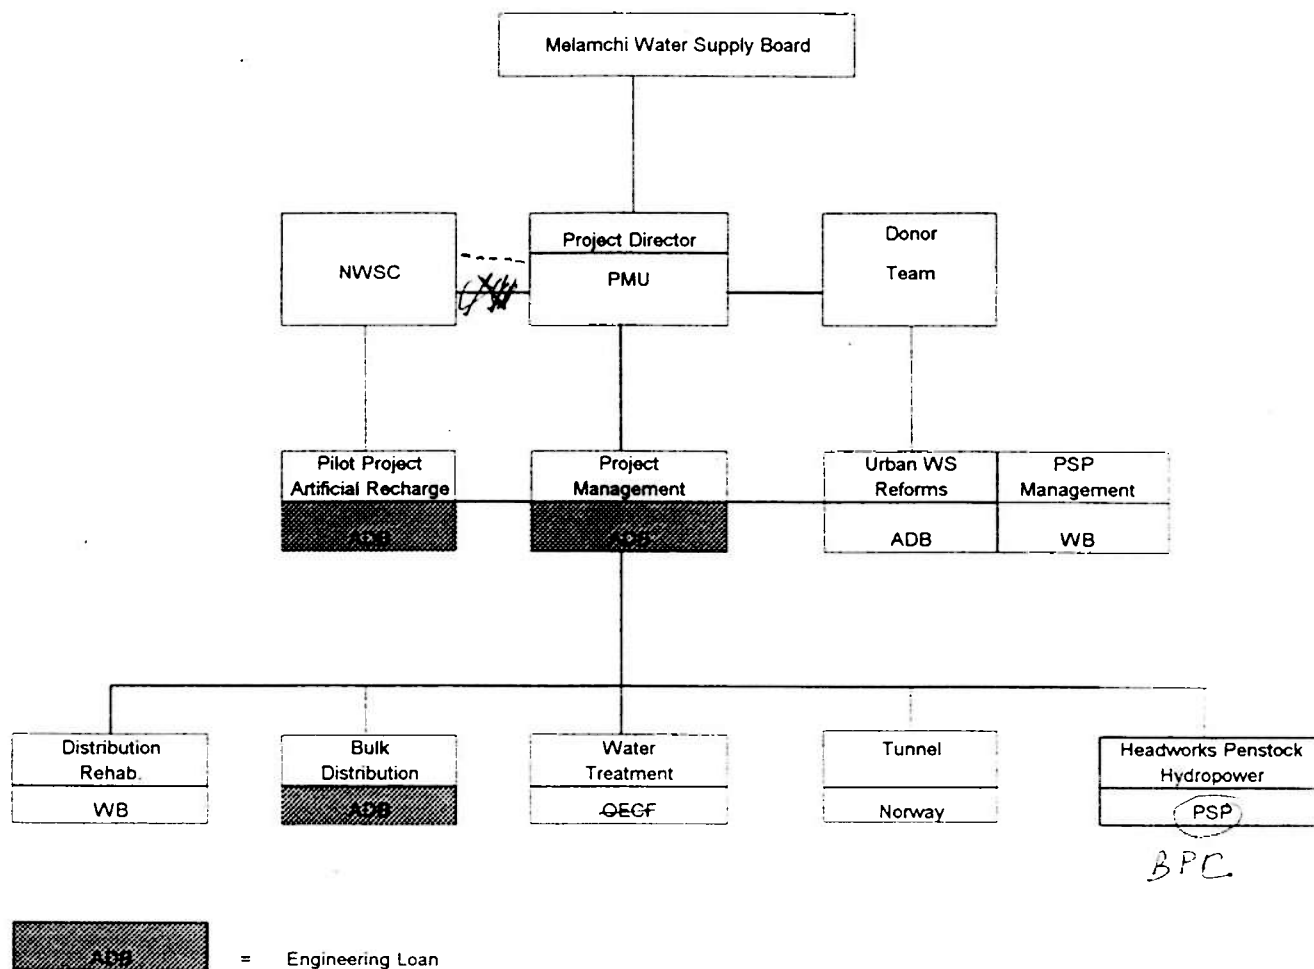 Melamchi Water Supply Board
NWSC
Project Director
PMU
Donor
Team
Pilot Project
Artificial Recharge
ADB
Project
Management
ADB
Urban WS
Reforms
ADB
PSP
Management
WB
Distribution
Rehab.
WB
Bulk
Distribution
ADB
Water
Treatment
OECF
Tunnel
Norway
Headworks Penstock
Hydropower
PSP
BPC
ADB = Engineering Loan